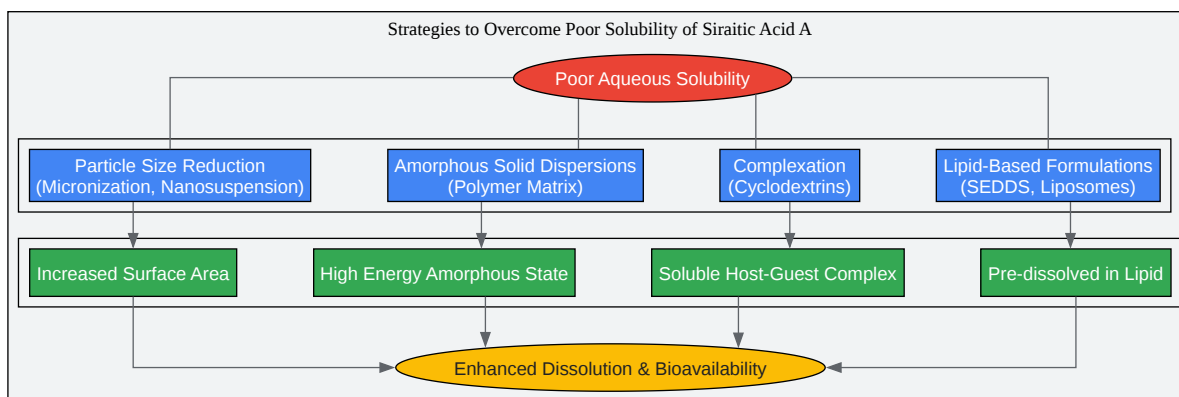 Strategies to Overcome Poor Solubility of Siraitic Acid A
Poor Aqueous Solubility
Particle Size Reduction
(Micronization, Nanosuspension)
Amorphous Solid Dispersions
(Polymer Matrix)
Complexation
(Cyclodextrins)
Lipid-Based Formulations
(SEDDS, Liposomes)
Increased Surface Area
High Energy Amorphous State
Soluble Host-Guest Complex
Pre-dissolved in Lipid
Enhanced Dissolution & Bioavailability